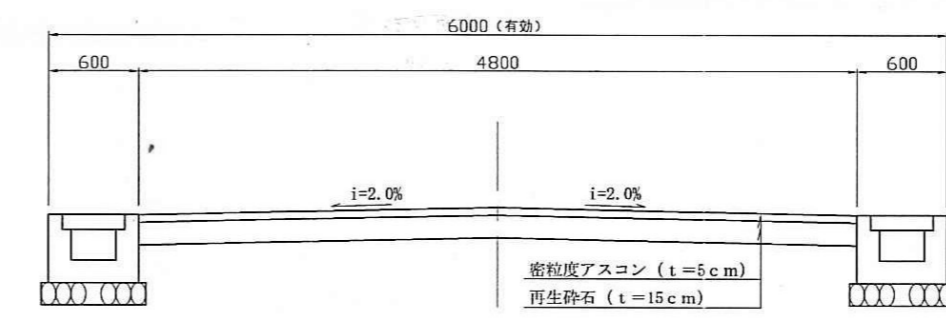 6000(有効)
600
4800
600
i=2.0%
i=2.0%
密粒度アスコン(t=5cm)
再生砕石(t=15cm)